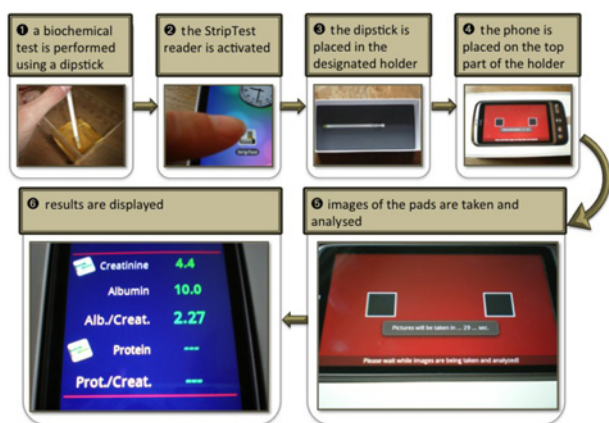 ❶ a biochemical
test is performed
using a dipstick
❷ the StripTest
reader is activated
❸ the dipstick is
placed in the
designated holder
❹ the phone is
placed on the top
part of the holder
StripTest
❻ results are displayed
❺ images of the pads are taken and
analysed
Creatinine 4.4
Albumin 10.0
Alb./Creat. 2.27
Protein ---
Prot./Creat. ---
Pictures will be taken in ... 29 ... sec.
Please wait while images are being taken and analyzed!